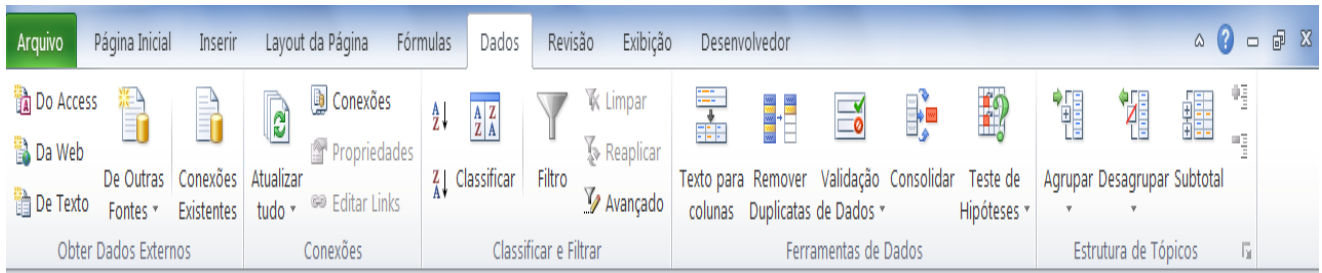 Arquivo Página Inicial Inserir Layout da Página Fórmulas Dados Revisão Exibição Desenvolvedor
Do Access
Da Web
De Texto
De Outras
Fontes
Conexões
Existentes
Obter Dados Externos
Atualizar
tudo
Conexões
Propriedades
Editar Links
Conexões
Classificar
Filtro
Limpar
Reaplicar
Avançado
Classificar e Filtrar
Texto para
colunas
Remover
Duplicatas
Validação
de Dados
Consolidar
Teste de
Hipóteses
Ferramentas de Dados
Agrupar
Desagrupar
Subtotal
Estrutura de Tópicos